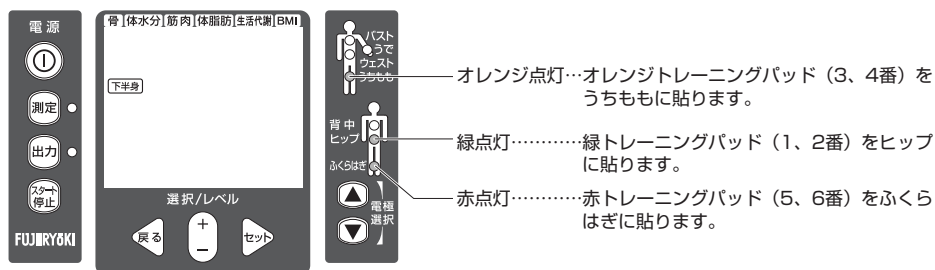 電源
測定
出力
スタート
停止
FUJIIRYOKI
骨 体水分 筋肉 体脂肪 生活代謝 BMI
下半身
選択/レベル
戻る
+
−
セット
バスト
うで
ウェスト
うちもも
背中
ヒップ
ふくらはぎ
電極
選択
オレンジ点灯…オレンジトレーニングパッド（3、4番）を
うちももに貼ります。
緑点灯…………緑トレーニングパッド（1、2番）をヒップ
に貼ります。
赤点灯…………赤トレーニングパッド（5、6番）をふくら
はぎに貼ります。